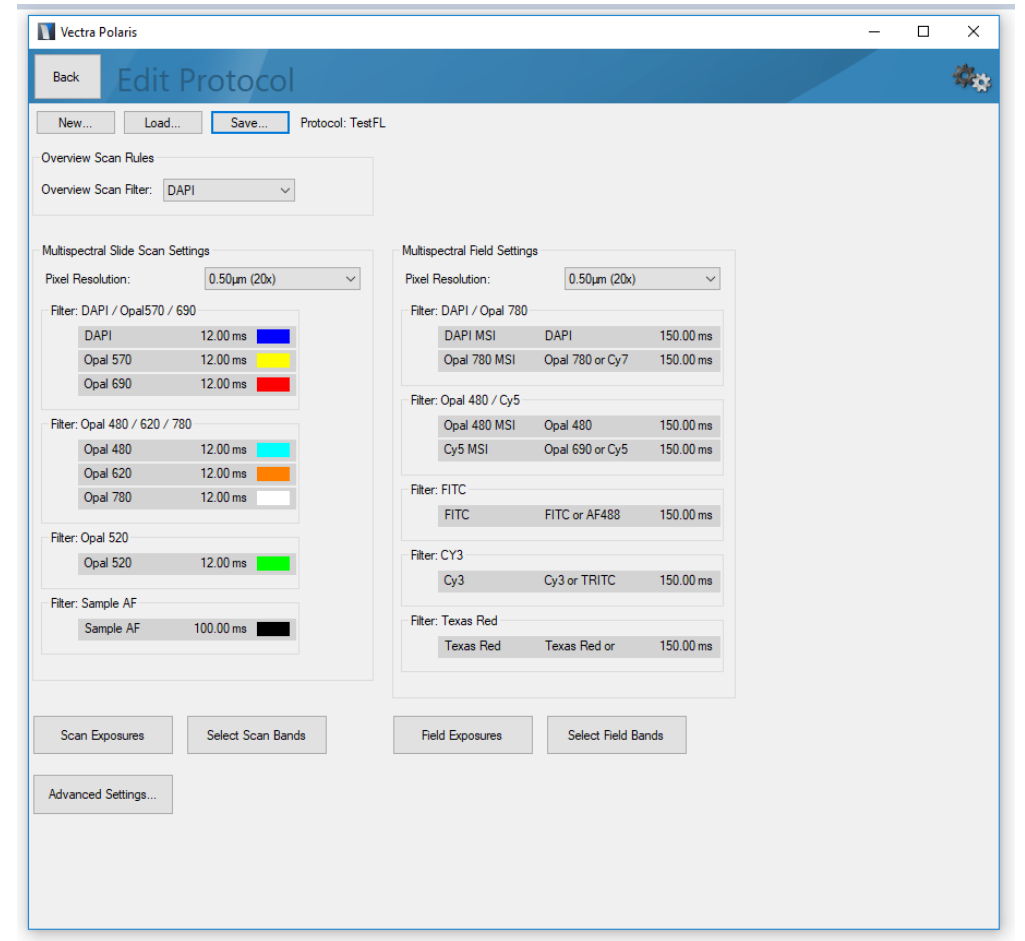 Vectra Polaris
Back
Edit Protocol
New... Load... Save... Protocol: TestFL
Overview Scan Rules
Overview Scan Filter: DAPI
Multispectral Slide Scan Settings
Pixel Resolution: 0.50µm (20x)
Filter: DAPI / Opal570 / 690
DAPI 12.00 ms
Opal 570 12.00 ms
Opal 690 12.00 ms
Filter: Opal 480 / 620 / 780
Opal 480 12.00 ms
Opal 620 12.00 ms
Opal 780 12.00 ms
Filter: Opal 520
Opal 520 12.00 ms
Filter: Sample AF
Sample AF 100.00 ms
Multispectral Field Settings
Pixel Resolution: 0.50µm (20x)
Filter: DAPI / Opal 780
DAPI MSI DAPI 150.00 ms
Opal 780 MSI Opal 780 or Cy7 150.00 ms
Filter: Opal 480 / Cy5
Opal 480 MSI Opal 480 150.00 ms
Cy5 MSI Opal 690 or Cy5 150.00 ms
Filter: FITC
FITC FITC or AF488 150.00 ms
Filter: CY3
Cy3 Cy3 or TRITC 150.00 ms
Filter: Texas Red
Texas Red Texas Red or 150.00 ms
Scan Exposures Select Scan Bands Field Exposures Select Field Bands
Advanced Settings...